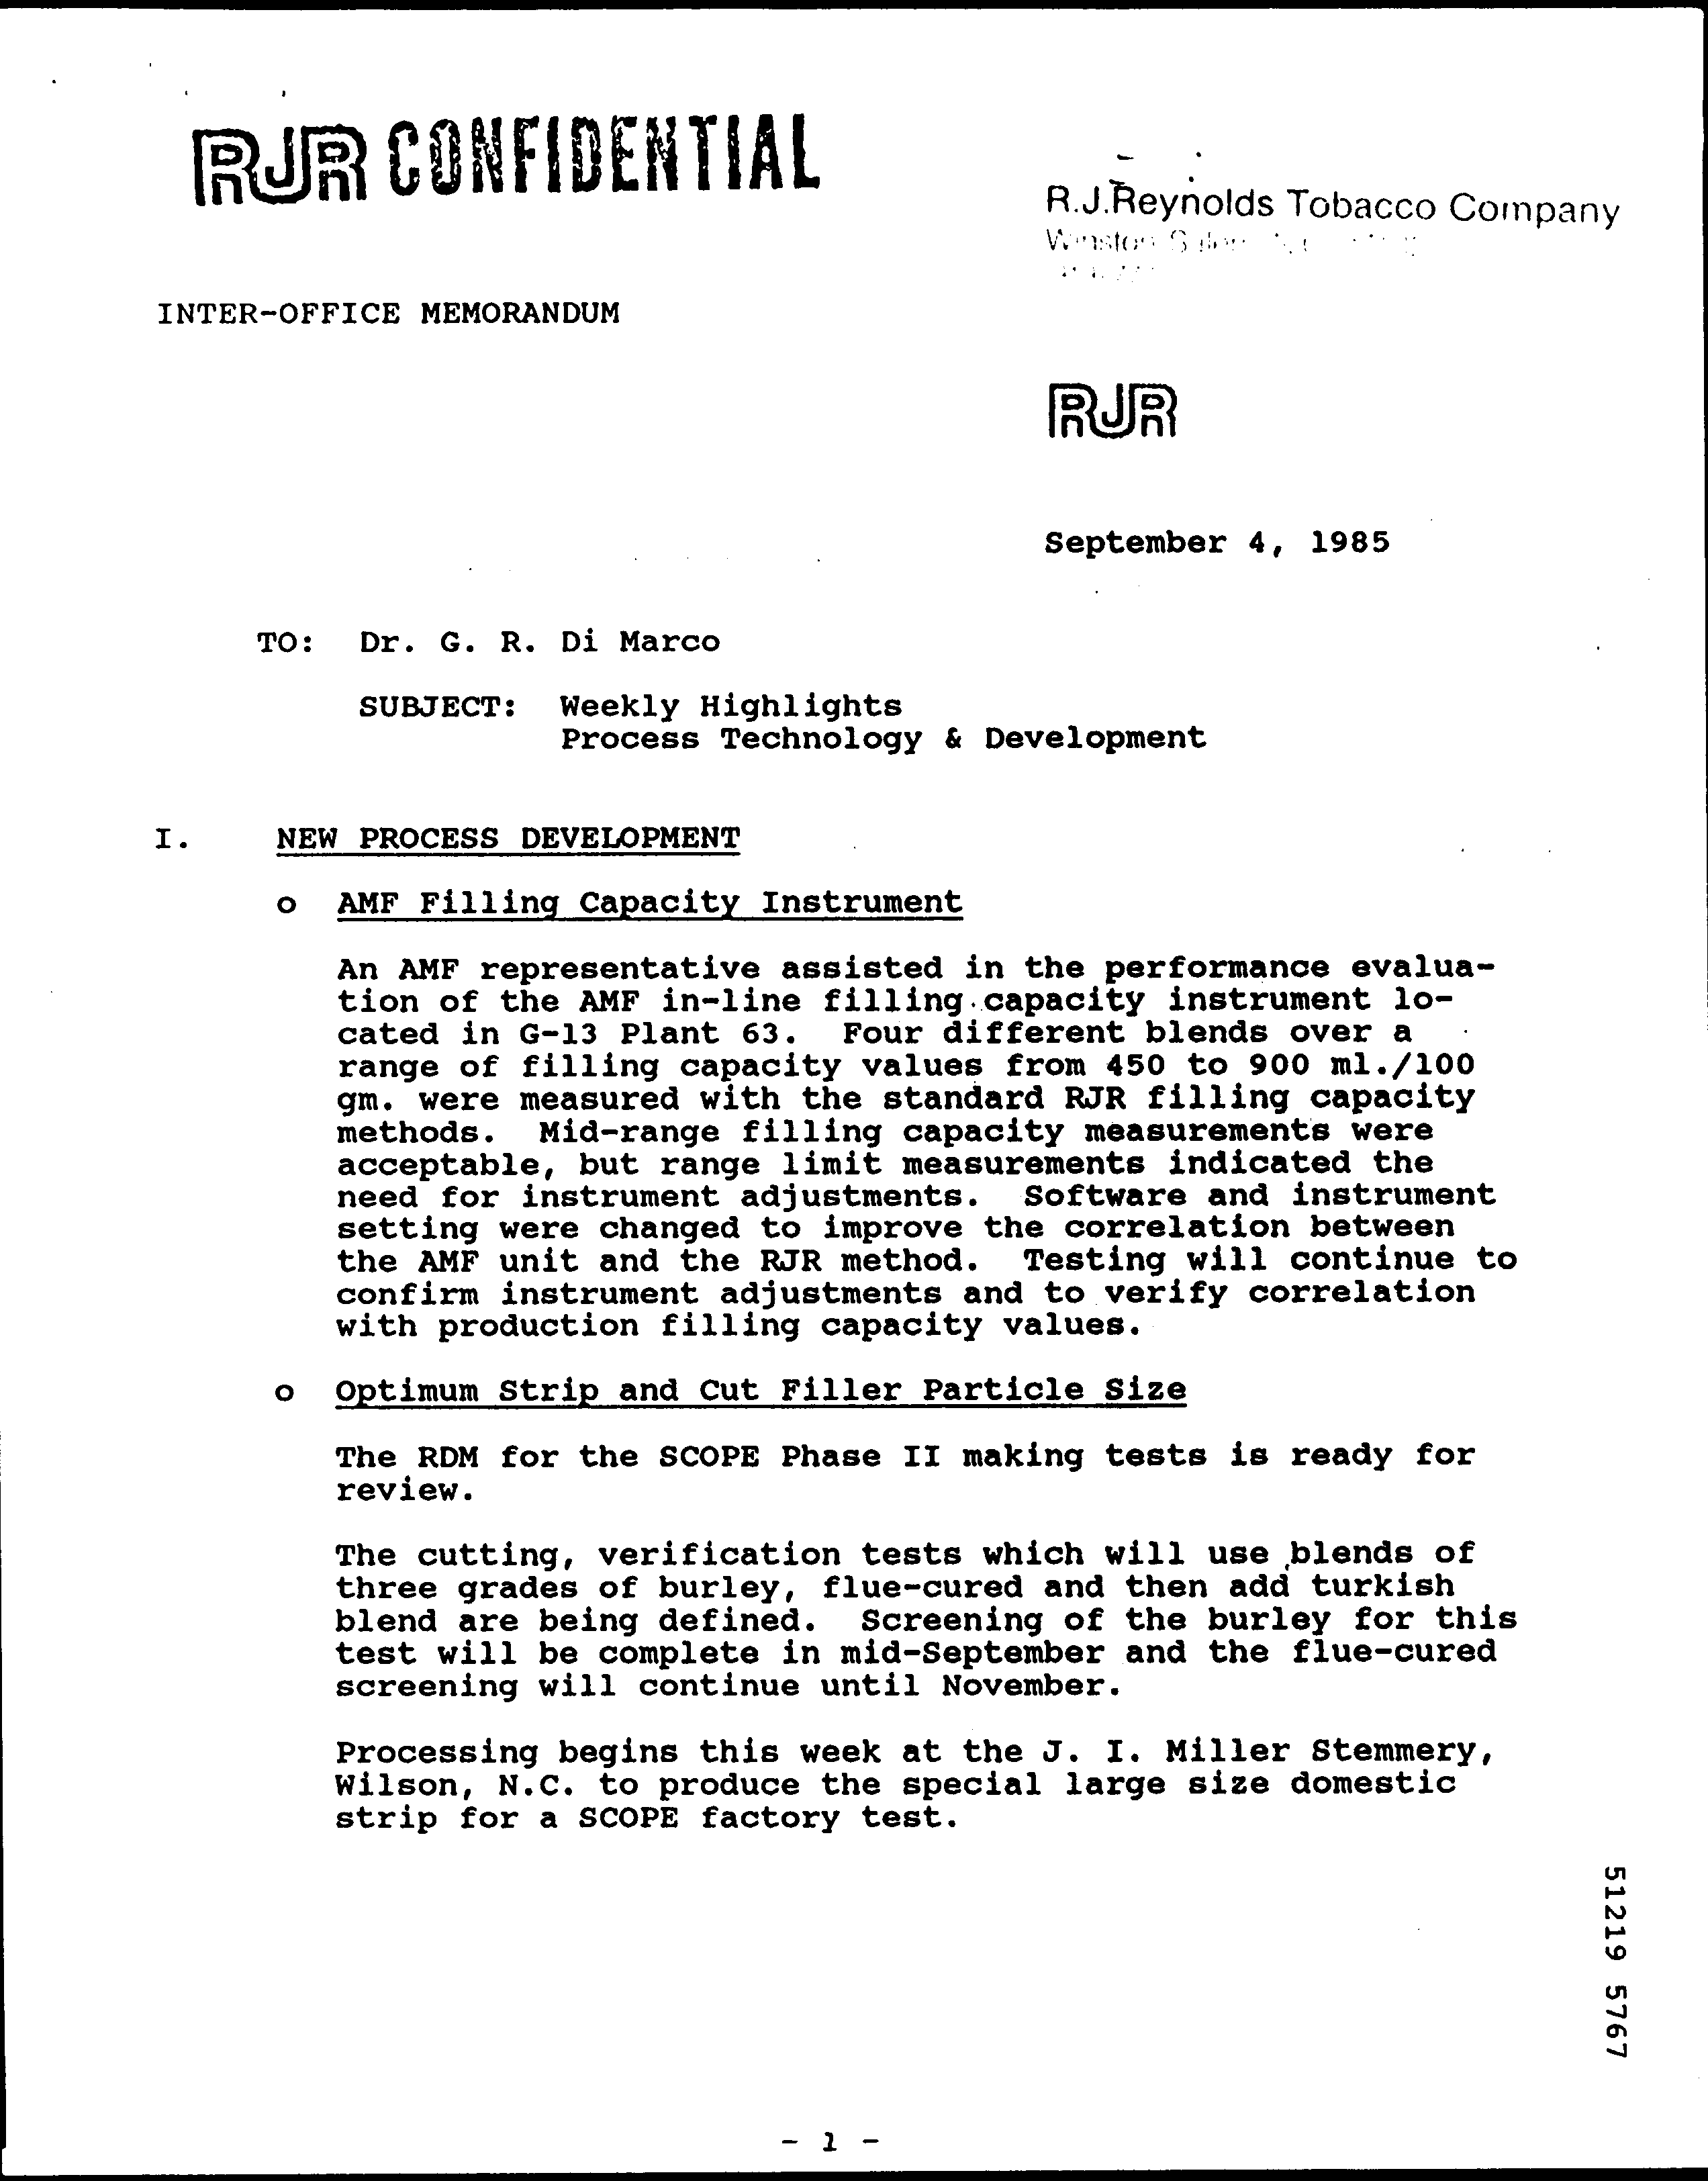 RJR CONFIDENTIAL
R.J.Reynolds Tobacco Company
Winston
INTER-OFFICE MEMORANDUM
RJR
September 4, 1985
TO: Dr. G. R. Di Marco
SUBJECT: Weekly Highlights
Process Technology & Development
I. NEW PROCESS DEVELOPMENT
o AMF Filling Capacity Instrument
An AMF representative assisted in the performance evalua-
tion of the AMF in-line filling capacity instrument lo-
cated in G-13 Plant 63. Four different blends over a
range of filling capacity values from 450 to 900 ml./100
gm. were measured with the standard RJR filling capacity
methods. Mid-range filling capacity measurements were
acceptable, but range limit measurements indicated the
need for instrument adjustments. Software and instrument
setting were changed to improve the correlation between
the AMF unit and the RJR method. Testing will continue to
confirm instrument adjustments and to verify correlation
with production filling capacity values.
o Optimum Strip and Cut Filler Particle Size
The RDM for the SCOPE Phase II making tests is ready for
review.
The cutting, verification tests which will use blends of
three grades of burley, flue-cured and then add turkish
blend are being defined. Screening of the burley for this
test will be complete in mid-September and the flue-cured
screening will continue until November.
Processing begins this week at the J. I. Miller Stemmery,
Wilson, N.C. to produce the special large size domestic
strip for a SCOPE factory test.
51219 5767
- 1 -